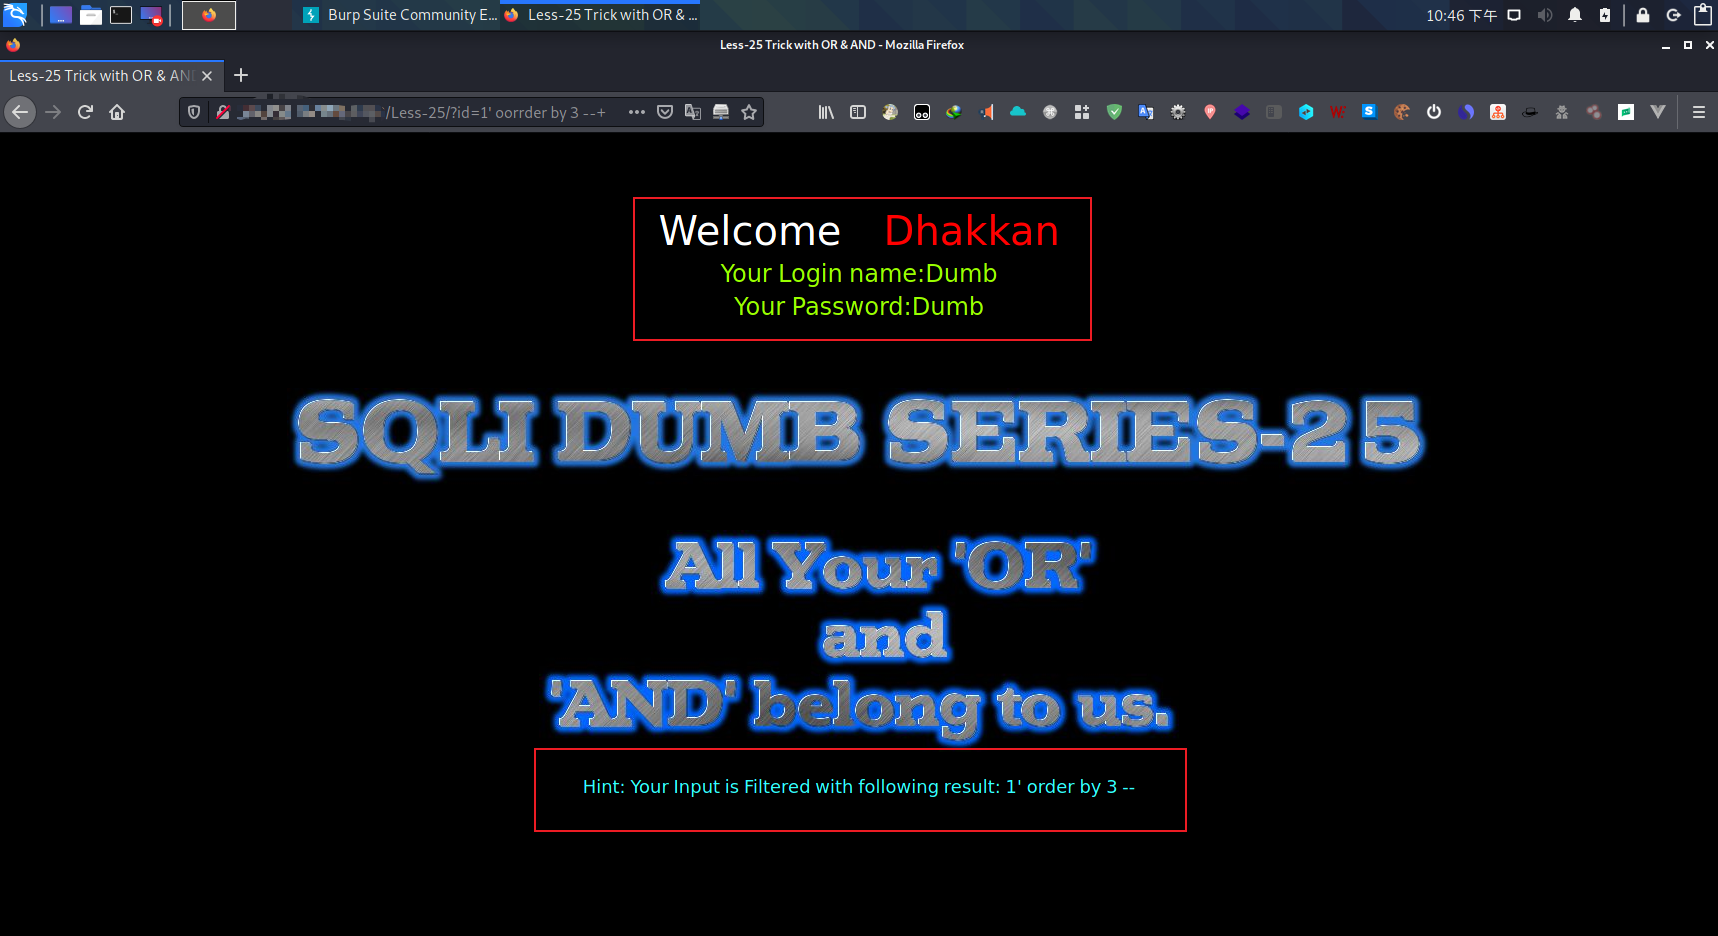 Burp Suite Community E... Less-25 Trick with OR & ... 10:46 下午
Less-25 Trick with OR & AND - Mozilla Firefox
Less-25 Trick with OR & AN
/Less-25/?id=1' oorrder by 3 --+
Welcome Dhakkan
Your Login name:Dumb
Your Password:Dumb
SQLI DUMB SERIES-25
All Your 'OR'
and
'AND' belong to us.
Hint: Your Input is Filtered with following result: 1' order by 3 --